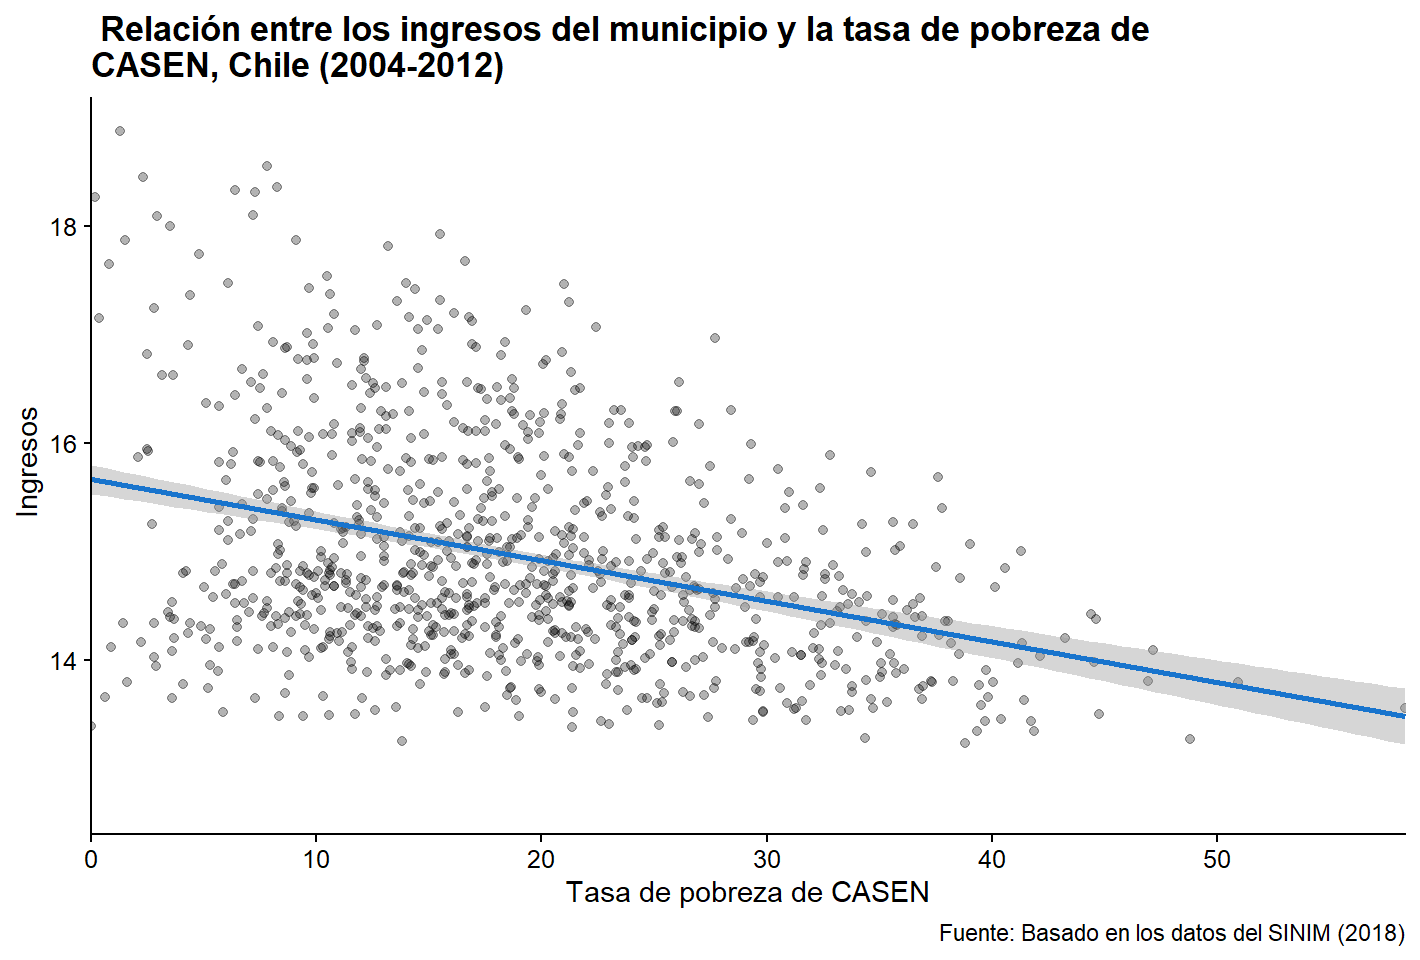 Relación entre los ingresos del municipio y la tasa de pobreza de
CASEN, Chile (2004-2012)
Ingresos
18
16
14
0 10 20 30 40 50
Tasa de pobreza de CASEN
Fuente: Basado en los datos del SINIM (2018)